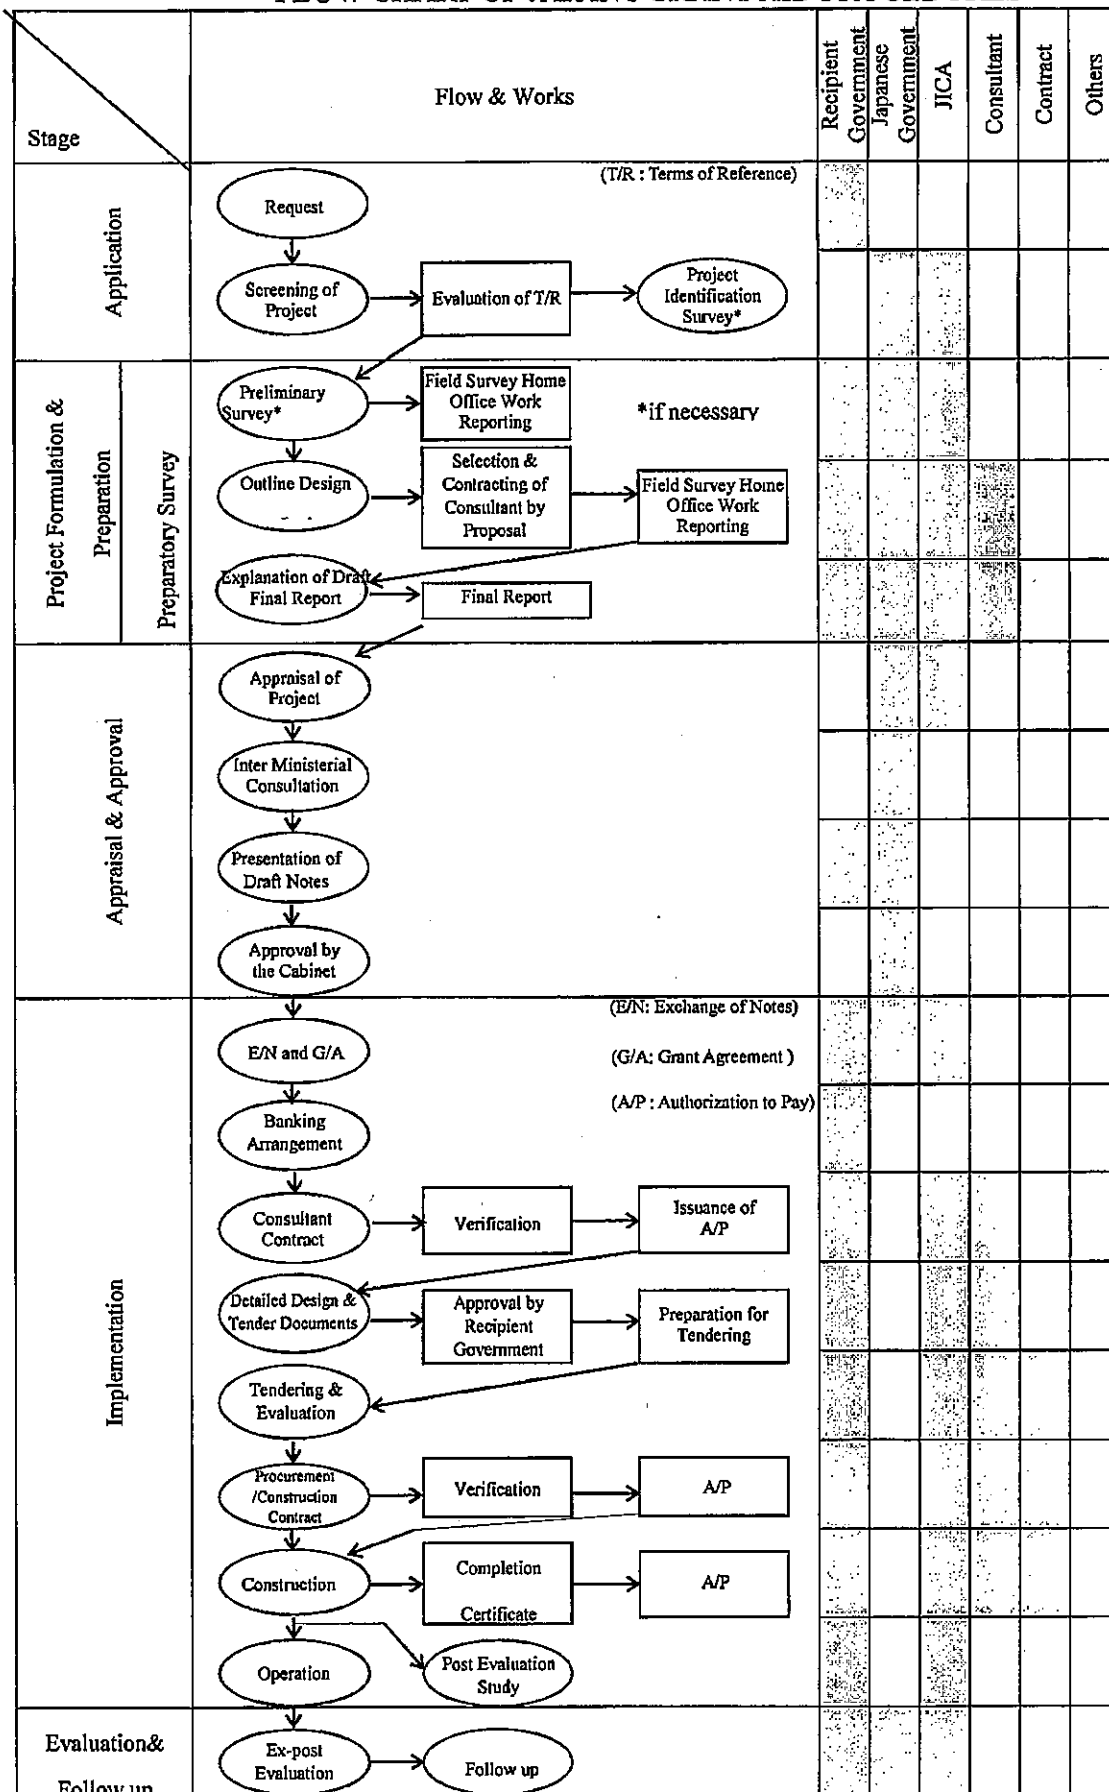 Stage
Flow & Works
Recipient
Government
Japanese
Government
JICA
Consultant
Contract
Others
Application
(T/R : Terms of Reference)
Request
Screening of
Project
Evaluation of T/R
Project
Identification
Survey*
Project Formulation &
Preparation
Preparatory Survey
Preliminary
Survey*
Field Survey Home
Office Work
Reporting
*if necessary
Outline Design
Selection &
Contracting of
Consultant by
Proposal
Field Survey Home
Office Work
Reporting
Explanation of Draft
Final Report
Final Report
Appraisal & Approval
Appraisal of
Project
Inter Ministerial
Consultation
Presentation of
Draft Notes
Approval by
the Cabinet
Implementation
(E/N: Exchange of Notes)
E/N and G/A
(G/A: Grant Agreement )
(A/P : Authorization to Pay)
Banking
Arrangement
Consultant
Contract
Verification
Issuance of
A/P
Detailed Design &
Tender Documents
Approval by
Recipient
Government
Preparation for
Tendering
Tendering &
Evaluation
Procurement
/Construction
Contract
Verification
A/P
Construction
Completion
Certificate
A/P
Operation
Post Evaluation
Study
Evaluation&
Follow up
Ex-post
Evaluation
Follow up